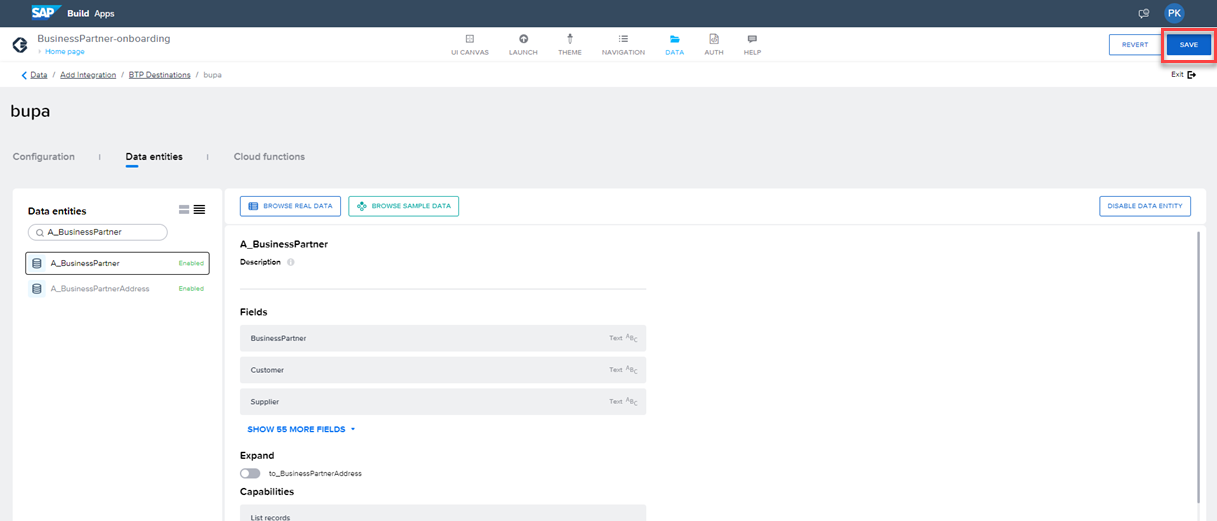 SAP Build Apps
PK
BusinessPartner-onboarding
Home page
UI CANVAS
LAUNCH
THEME
NAVIGATION
DATA
AUTH
HELP
REVERT
SAVE
Data / Add Integration / BTP Destinations / bupa
Exit
bupa
Configuration
Data entities
Cloud functions
Data entities
A_BusinessPartner
A_BusinessPartner Enabled
A_BusinessPartnerAddress Enabled
BROWSE REAL DATA
BROWSE SAMPLE DATA
DISABLE DATA ENTITY
A_BusinessPartner
Description
Fields
BusinessPartner Text ABC
Customer Text ABC
Supplier Text ABC
SHOW 55 MORE FIELDS
Expand
to_BusinessPartnerAddress
Capabilities
List records